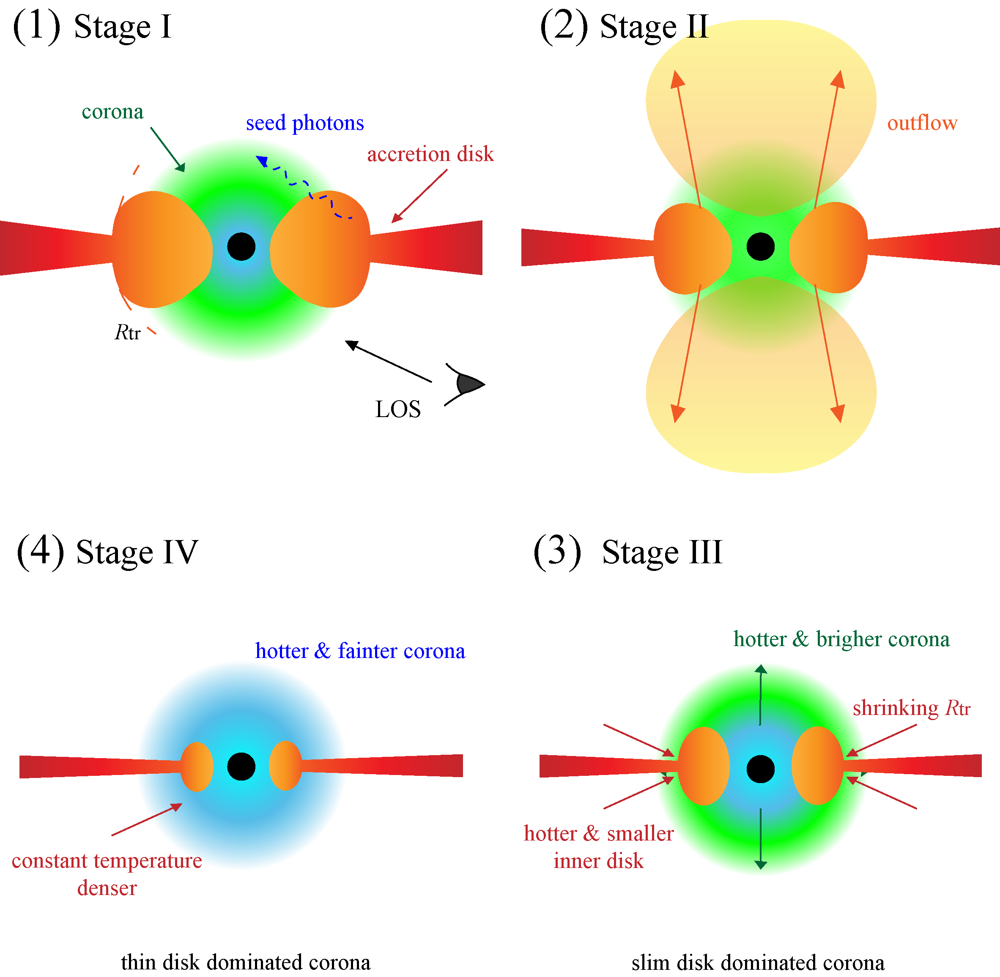 (1) Stage I
corona
seed photons
accretion disk
Rtr
LOS
(2) Stage II
outflow
(4) Stage IV
hotter & fainter corona
constant temperature
denser
thin disk dominated corona
(3) Stage III
hotter & brigher corona
shrinking Rtr
hotter & smaller
inner disk
slim disk dominated corona